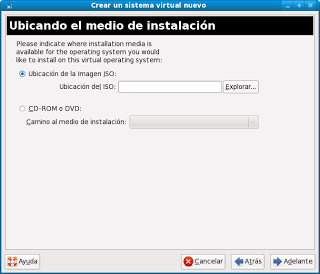 Crear un sistema virtual nuevo
Ubicando el medio de instalación
Please indicate where installation media is
available for the operating system you would
like to install on this virtual operating system:
Ubicación de la Imagen ISO:
Ubicación del ISO:
Explorar...
CD-ROM o DVD:
Camino al medio de instalación:
Ayuda
Cancelar
Atrás
Adelante